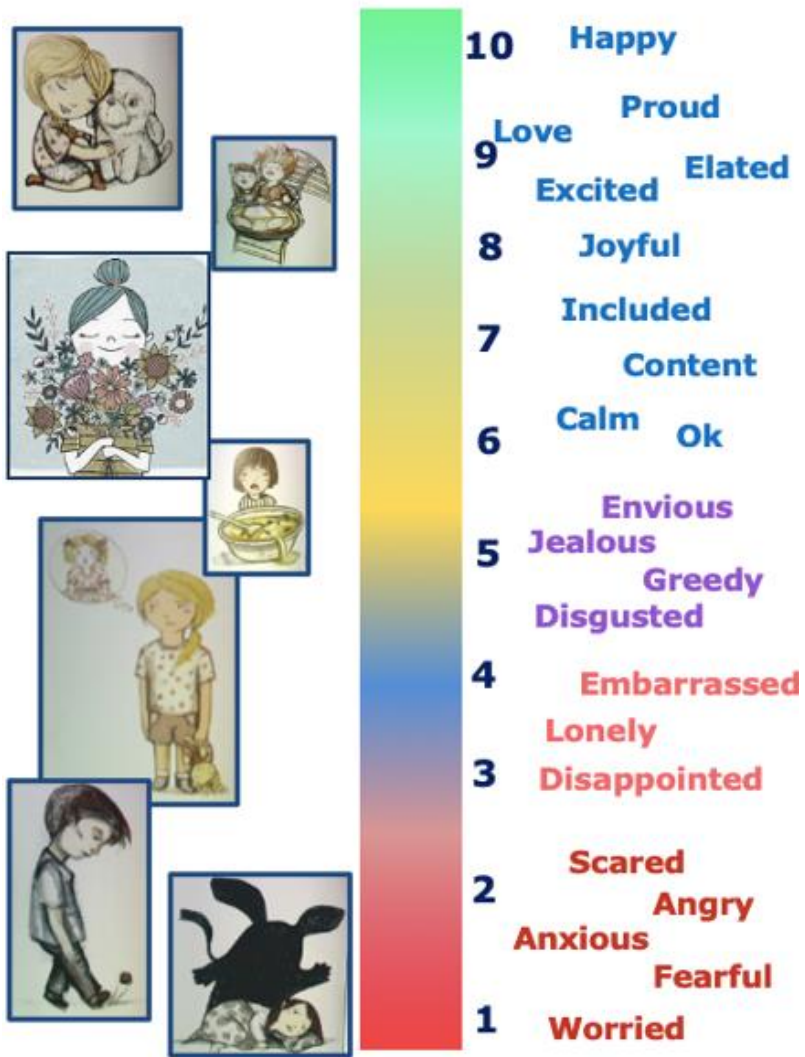 10 Happy
Proud
Love
9
Elated
Excited
8 Joyful
Included
7
Content
Calm
6 Ok
Envious
Jealous
5
Greedy
Disgusted
4 Embarrassed
Lonely
3 Disappointed
Scared
2 Angry
Anxious
Fearful
1 Worried